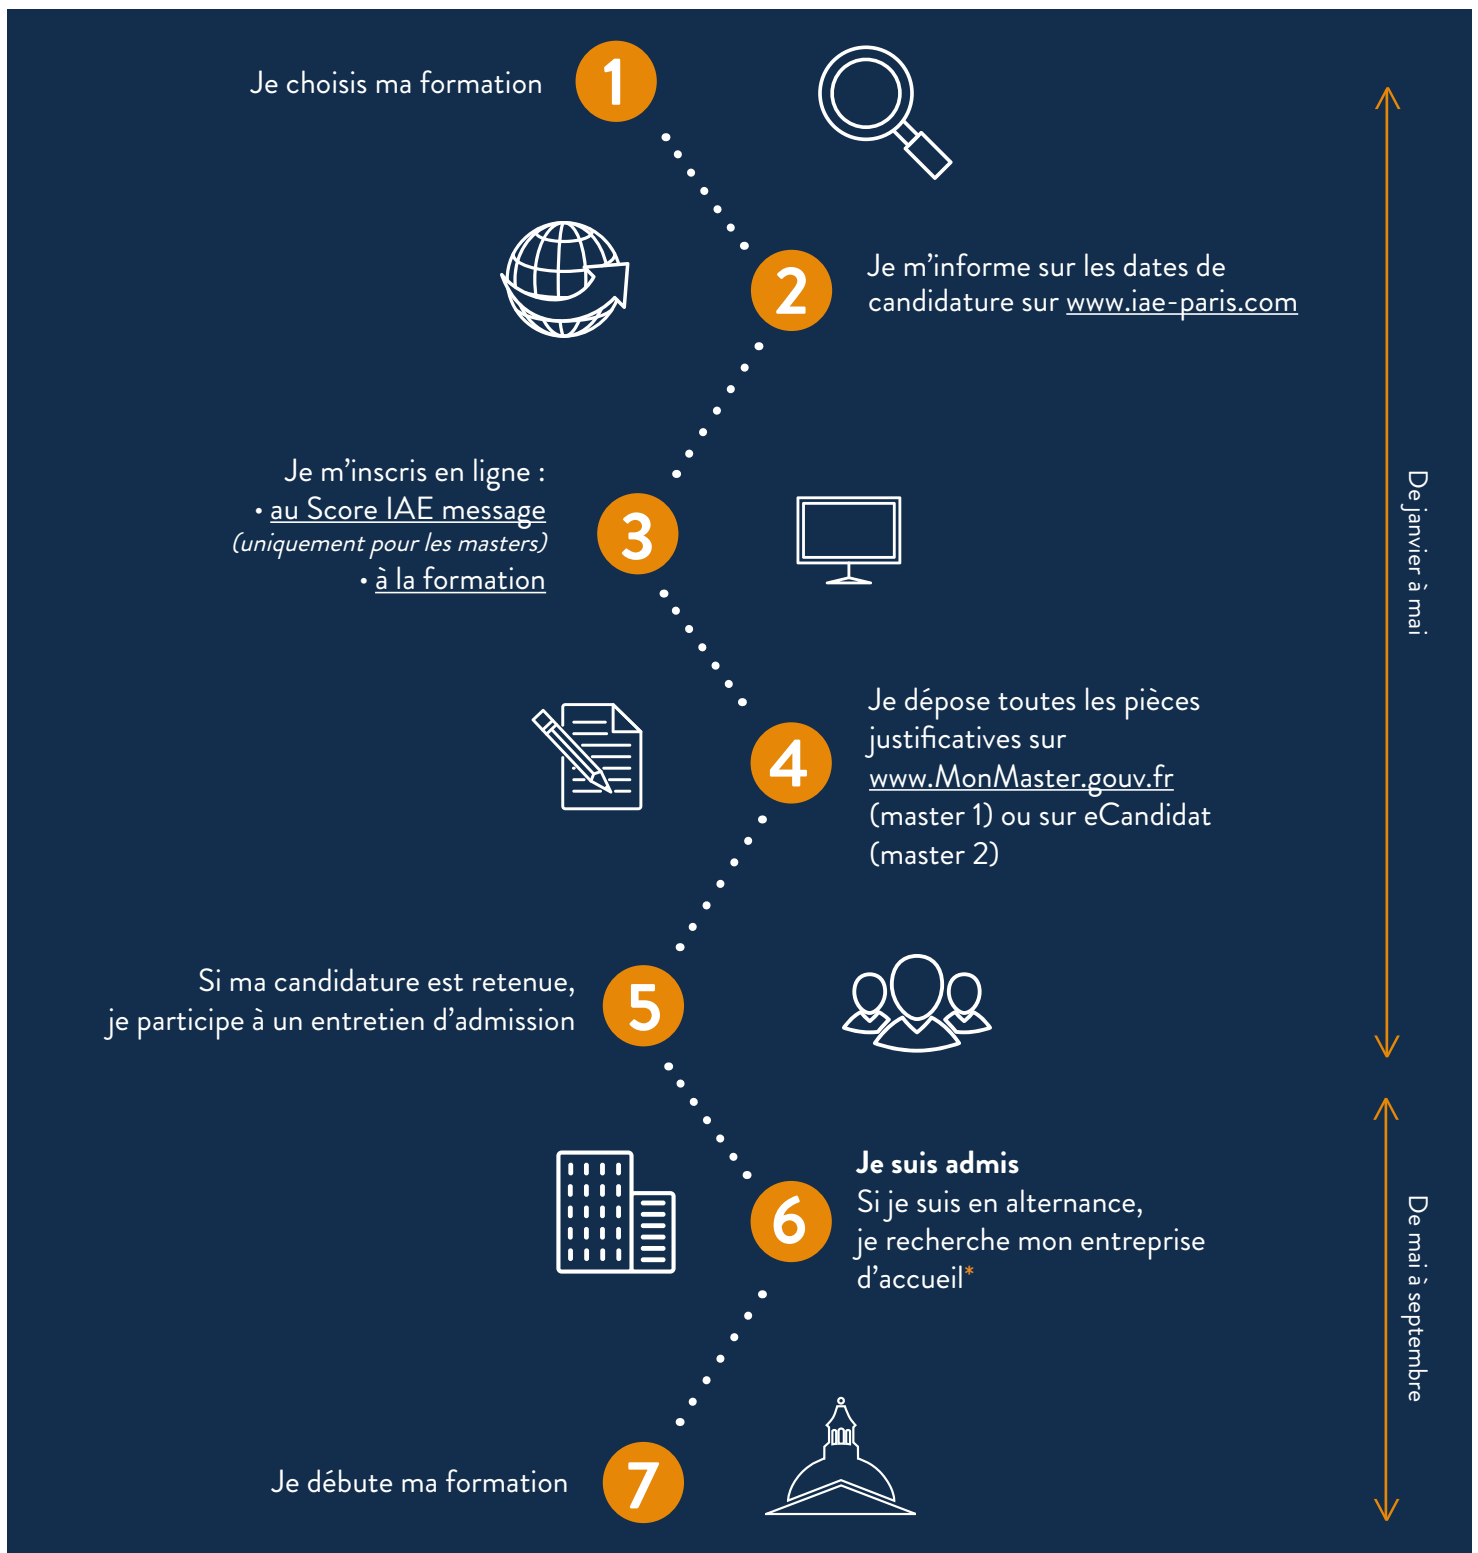 Je choisis ma formation
1
2
Je m'informe sur les dates de
candidature sur www.iae-paris.com
Je m'inscris en ligne :
• au Score IAE message
(uniquement pour les masters)
• à la formation
3
4
Je dépose toutes les pièces
justificatives sur
www.MonMaster.gouv.fr
(master 1) ou sur eCandidat
(master 2)
Si ma candidature est retenue,
je participe à un entretien d'admission
5
De janvier à mai
6
Je suis admis
Si je suis en alternance,
je recherche mon entreprise
d'accueil*
Je débute ma formation
7
De mai à septembre